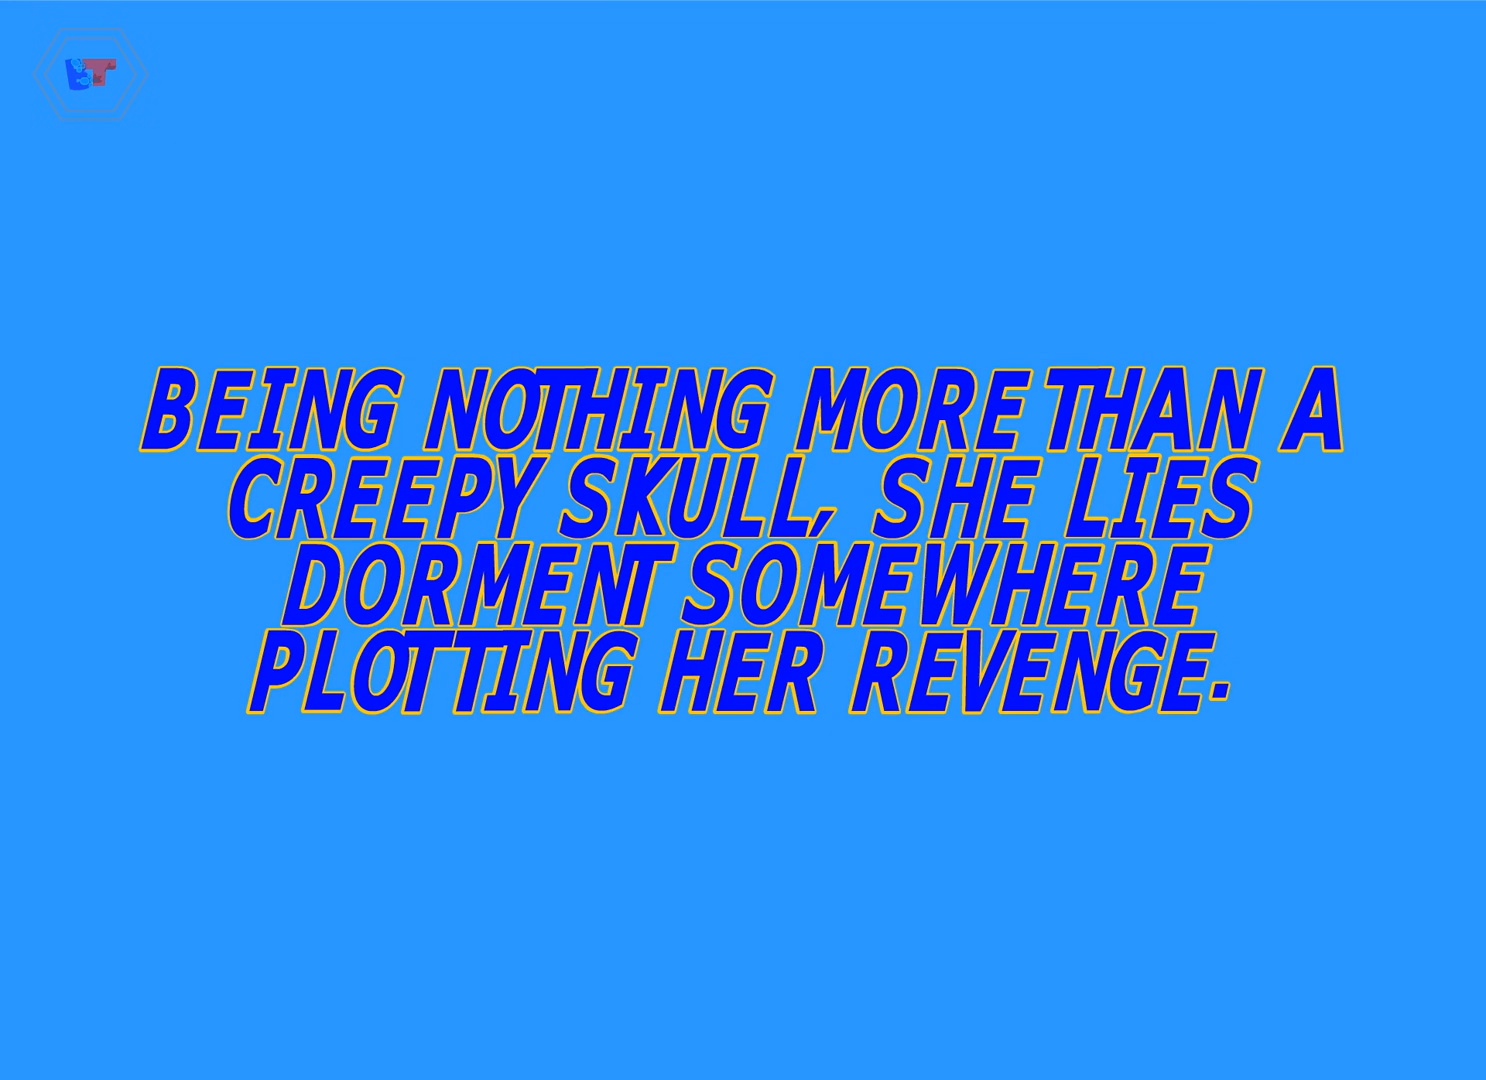 BEING NOTHING MORE THAN A
CREEPY SKULL, SHE LIES
DORMENT SOMEWHERE
PLOTTING HER REVENGE.